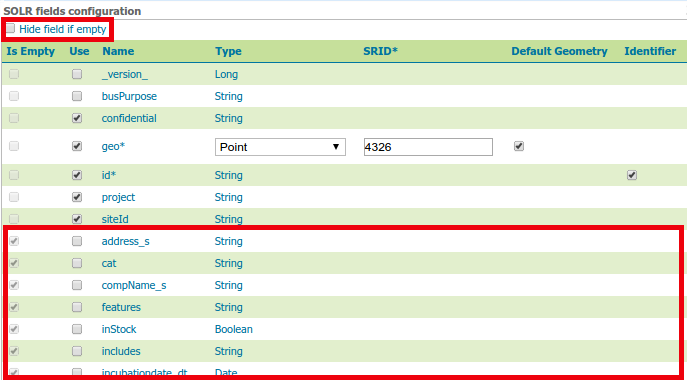 SOLR fields configuration
Hide field if empty
Is Empty Use Name Type SRID* Default Geometry Identifier
_version_ Long
busPurpose String
confidential String
geo* Point 4326
id* String
project String
siteId String
address_s String
cat String
compName_s String
features String
inStock Boolean
includes String
incubationdate_dt Date